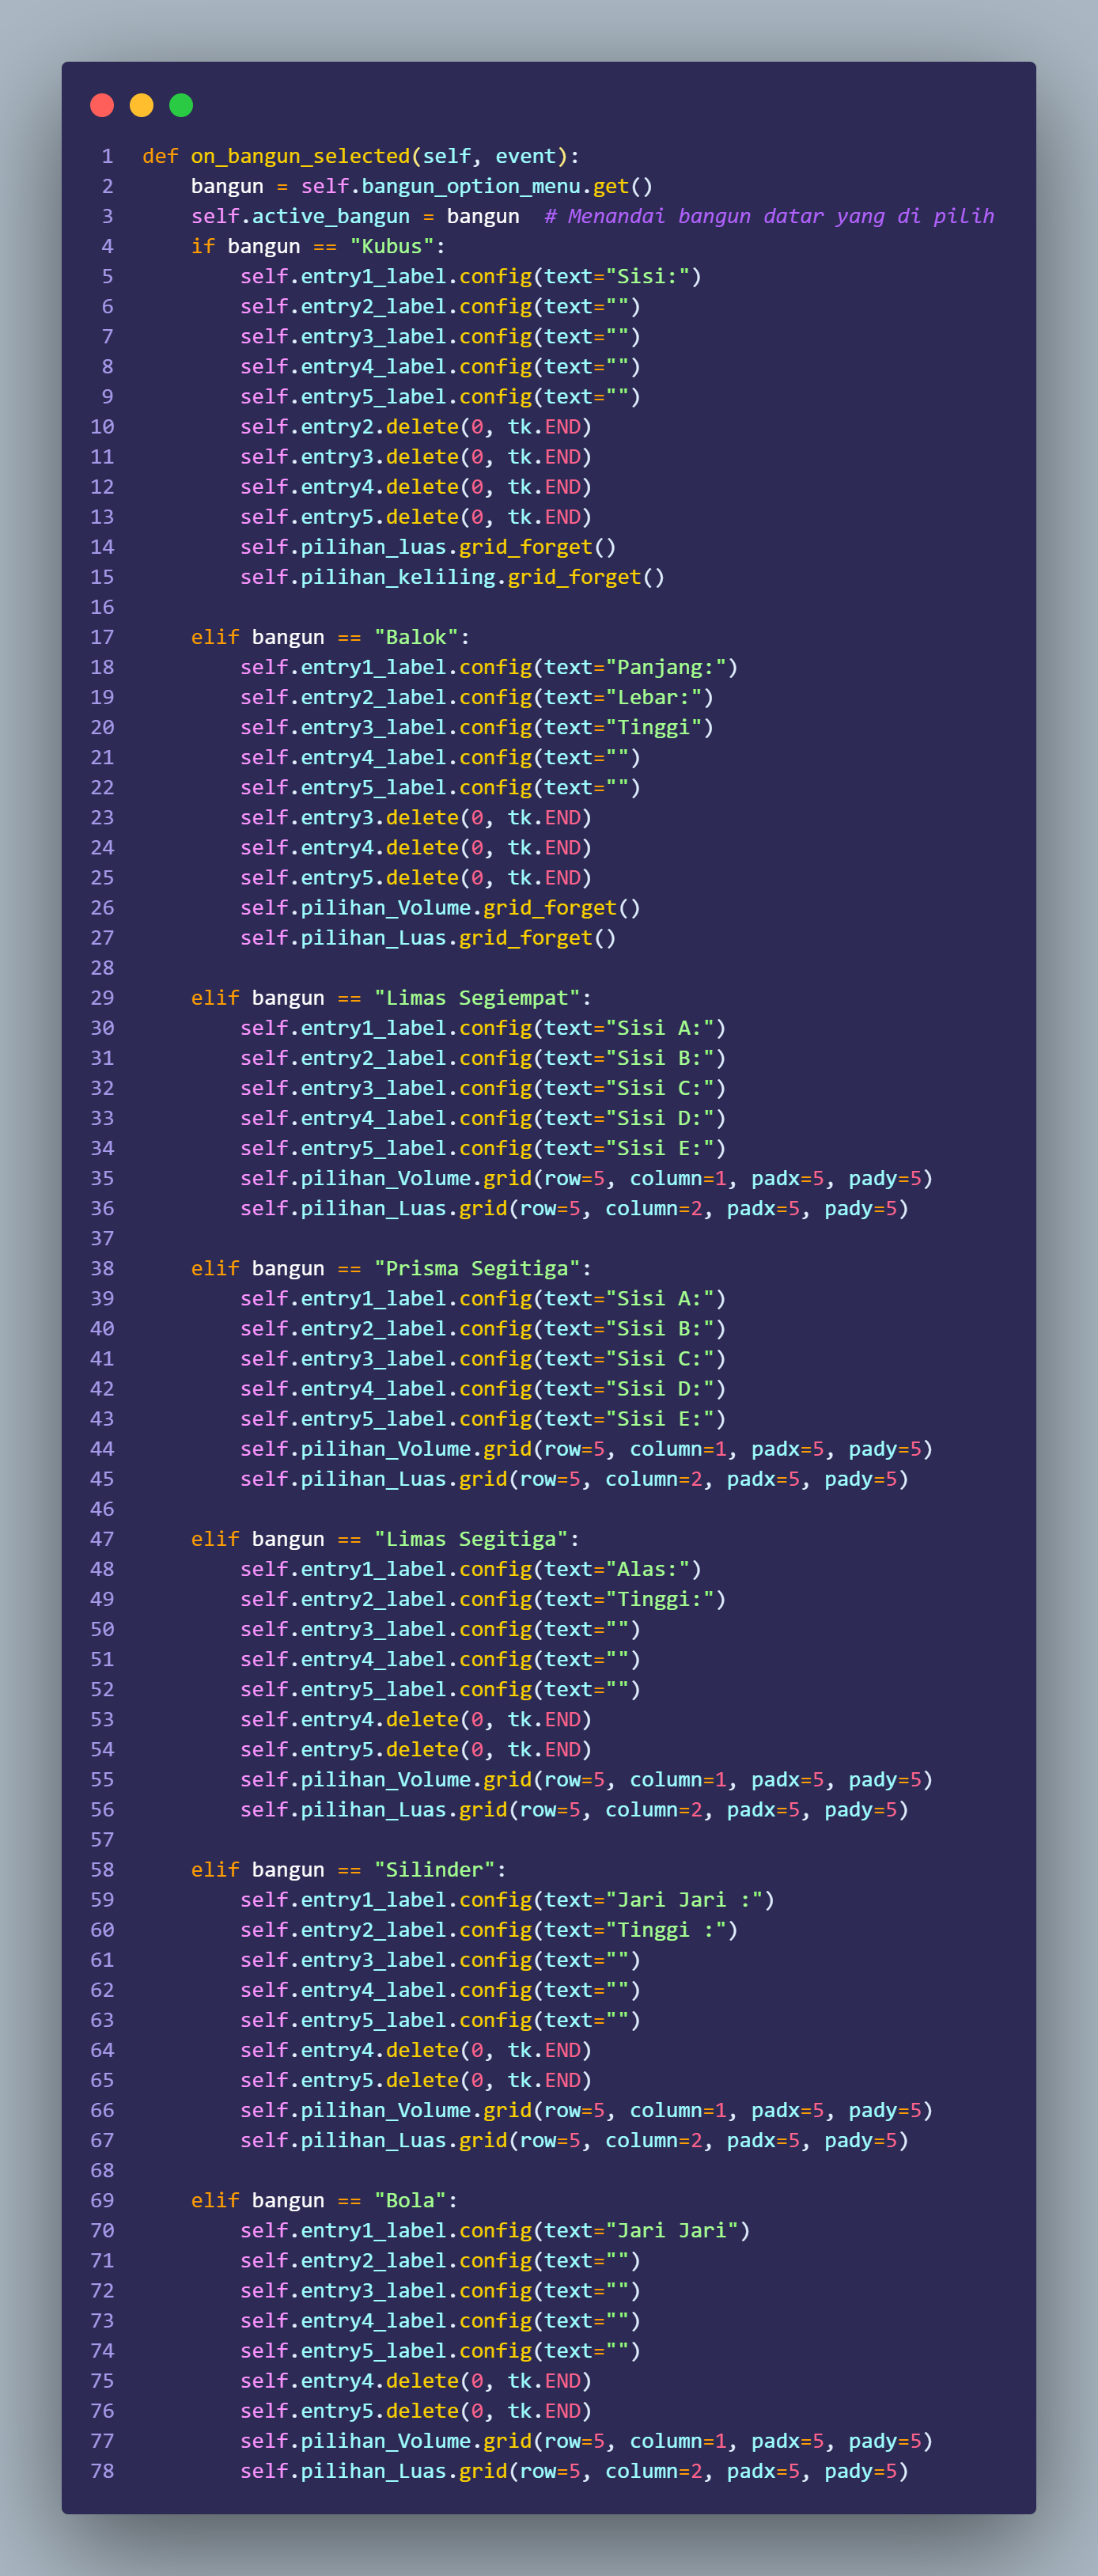 1 def on_bangun_selected(self, event):
2     bangun = self.bangun_option_menu.get()
3     self.active_bangun = bangun  # Menandai bangun datar yang di pilih
4     if bangun == "Kubus":
5         self.entry1_label.config(text="Sisi:")
6         self.entry2_label.config(text="")
7         self.entry3_label.config(text="")
8         self.entry4_label.config(text="")
9         self.entry5_label.config(text="")
10         self.entry2.delete(0, tk.END)
11         self.entry3.delete(0, tk.END)
12         self.entry4.delete(0, tk.END)
13         self.entry5.delete(0, tk.END)
14         self.pilihan_luas.grid_forget()
15         self.pilihan_keliling.grid_forget()
16
17     elif bangun == "Balok":
18         self.entry1_label.config(text="Panjang:")
19         self.entry2_label.config(text="Lebar:")
20         self.entry3_label.config(text="Tinggi")
21         self.entry4_label.config(text="")
22         self.entry5_label.config(text="")
23         self.entry3.delete(0, tk.END)
24         self.entry4.delete(0, tk.END)
25         self.entry5.delete(0, tk.END)
26         self.pilihan_Volume.grid_forget()
27         self.pilihan_Luas.grid_forget()
28
29     elif bangun == "Limas Segiempat":
30         self.entry1_label.config(text="Sisi A:")
31         self.entry2_label.config(text="Sisi B:")
32         self.entry3_label.config(text="Sisi C:")
33         self.entry4_label.config(text="Sisi D:")
34         self.entry5_label.config(text="Sisi E:")
35         self.pilihan_Volume.grid(row=5, column=1, padx=5, pady=5)
36         self.pilihan_Luas.grid(row=5, column=2, padx=5, pady=5)
37
38     elif bangun == "Prisma Segitiga":
39         self.entry1_label.config(text="Sisi A:")
40         self.entry2_label.config(text="Sisi B:")
41         self.entry3_label.config(text="Sisi C:")
42         self.entry4_label.config(text="Sisi D:")
43         self.entry5_label.config(text="Sisi E:")
44         self.pilihan_Volume.grid(row=5, column=1, padx=5, pady=5)
45         self.pilihan_Luas.grid(row=5, column=2, padx=5, pady=5)
46
47     elif bangun == "Limas Segitiga":
48         self.entry1_label.config(text="Alas:")
49         self.entry2_label.config(text="Tinggi:")
50         self.entry3_label.config(text="")
51         self.entry4_label.config(text="")
52         self.entry5_label.config(text="")
53         self.entry4.delete(0, tk.END)
54         self.entry5.delete(0, tk.END)
55         self.pilihan_Volume.grid(row=5, column=1, padx=5, pady=5)
56         self.pilihan_Luas.grid(row=5, column=2, padx=5, pady=5)
57
58     elif bangun == "Silinder":
59         self.entry1_label.config(text="Jari Jari :")
60         self.entry2_label.config(text="Tinggi :")
61         self.entry3_label.config(text="")
62         self.entry4_label.config(text="")
63         self.entry5_label.config(text="")
64         self.entry4.delete(0, tk.END)
65         self.entry5.delete(0, tk.END)
66         self.pilihan_Volume.grid(row=5, column=1, padx=5, pady=5)
67         self.pilihan_Luas.grid(row=5, column=2, padx=5, pady=5)
68
69     elif bangun == "Bola":
70         self.entry1_label.config(text="Jari Jari")
71         self.entry2_label.config(text="")
72         self.entry3_label.config(text="")
73         self.entry4_label.config(text="")
74         self.entry5_label.config(text="")
75         self.entry4.delete(0, tk.END)
76         self.entry5.delete(0, tk.END)
77         self.pilihan_Volume.grid(row=5, column=1, padx=5, pady=5)
78         self.pilihan_Luas.grid(row=5, column=2, padx=5, pady=5)